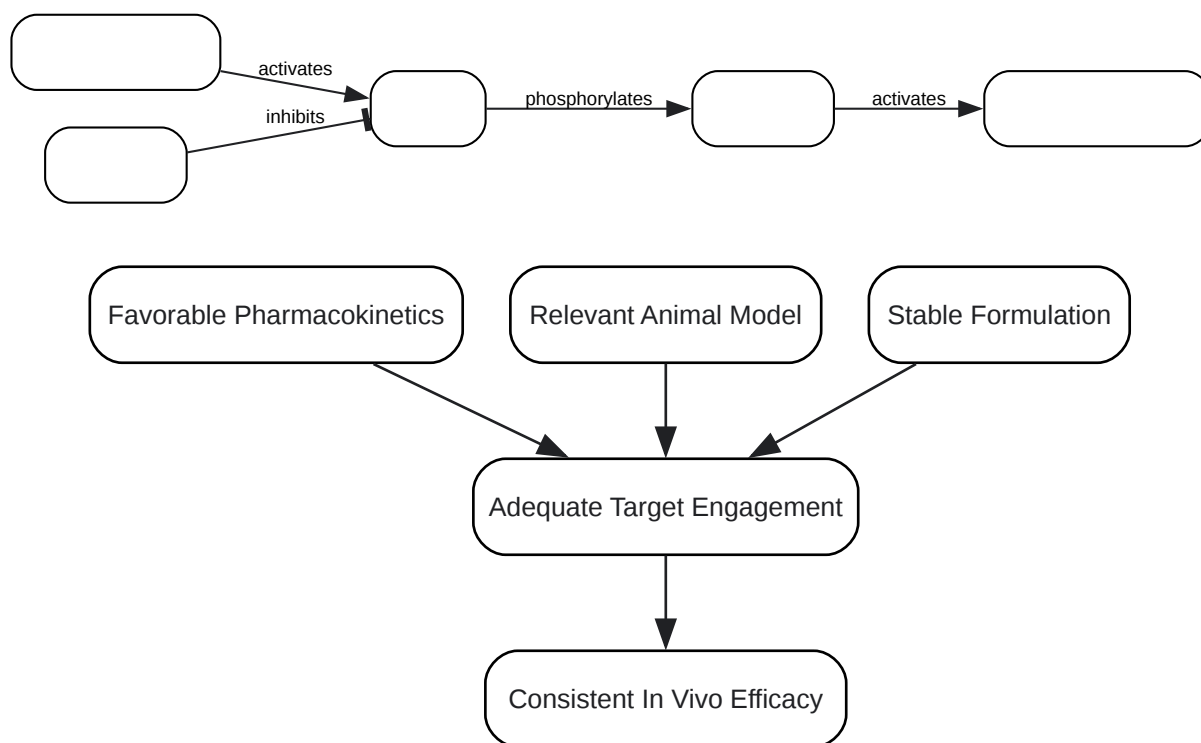 activates
inhibits
phosphorylates
activates
Favorable Pharmacokinetics
Relevant Animal Model
Stable Formulation
Adequate Target Engagement
Consistent In Vivo Efficacy